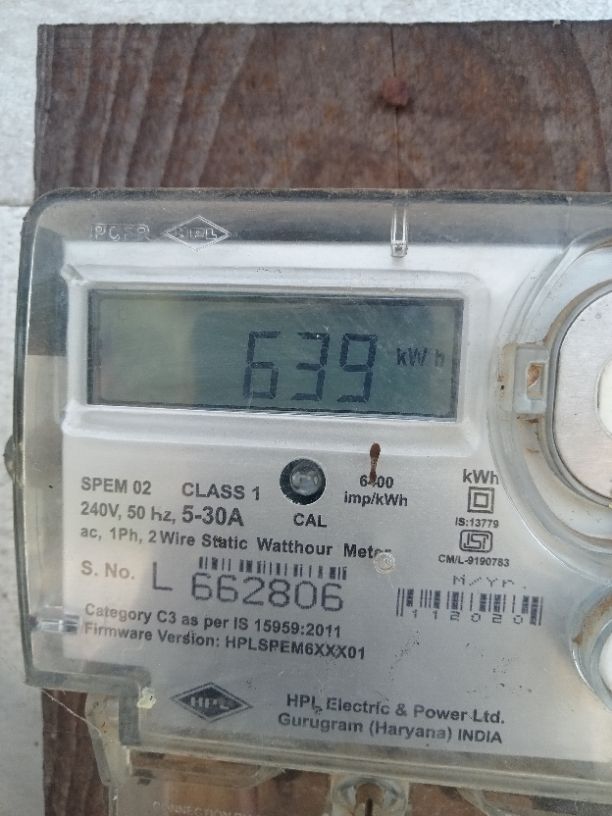 PCFR HPL
639 kWh
SPEM 02 CLASS 1
6400
imp/kWh
kWh
240V, 50 hz, 5-30A
CAL
IS:13779
ac, 1Ph, 2 Wire Static Watthour Meter
CM/L-9190783
S. No. L 662806
M/Yr.
112020
Category C3 as per IS 15959:2011
Firmware Version: HPLSPEM6XXX01
HPL
HPL Electric & Power Ltd.
Gurugram (Haryana) INDIA